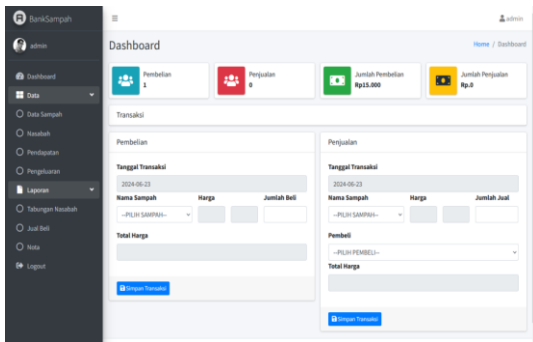 BankSampah
admin
Dashboard
Data
Data Sampah
Nasabah
Pendapatan
Pengeluaran
Laporan
Tabungan Nasabah
Jual Beli
Nota
Logout
admin
Dashboard
Home / Dashboard
Pembelian
1
Penjualan
0
Jumlah Pembelian
Rp15.000
Jumlah Penjualan
Rp.0
Transaksi
Pembelian
Tanggal Transaksi
2024-06-23
Nama Sampah Harga Jumlah Beli
--PILIH SAMPAH--
Total Harga
Simpan Transaksi
Penjualan
Tanggal Transaksi
2024-06-23
Nama Sampah Harga Jumlah Jual
--PILIH SAMPAH--
Pembeli
--PILIH PEMBELI--
Total Harga
Simpan Transaksi